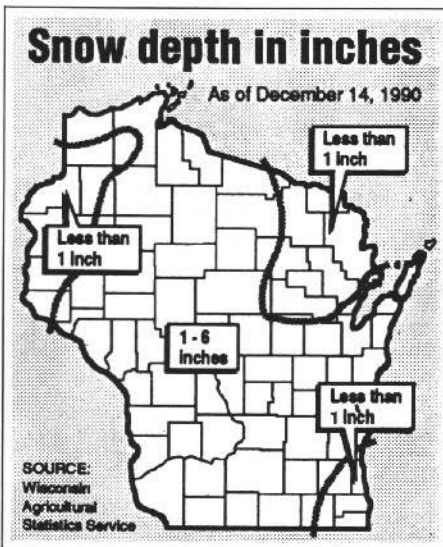 Snow depth in inches
As of December 14, 1990
Less than
1 inch
Less than
1 inch
1 - 6
inches
Less than
1 inch
SOURCE:
Wisconsin
Agricultural
Statistics Service